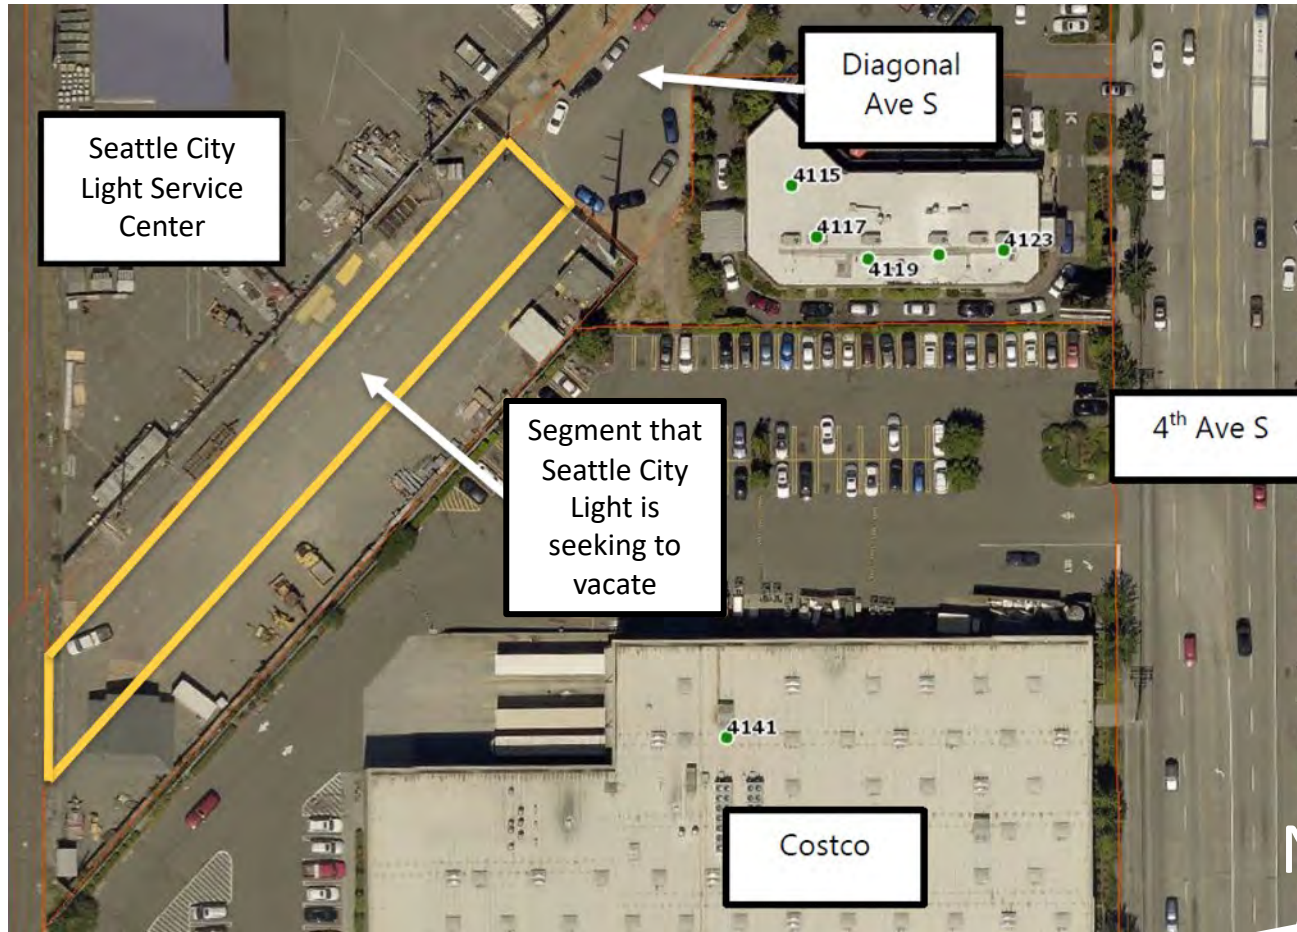 Diagonal
Ave S
Seattle City
Light Service
Center
4115
4117
4119
4123
4th Ave S
Segment that
Seattle City
Light is
seeking to
vacate
4141
Costco
N